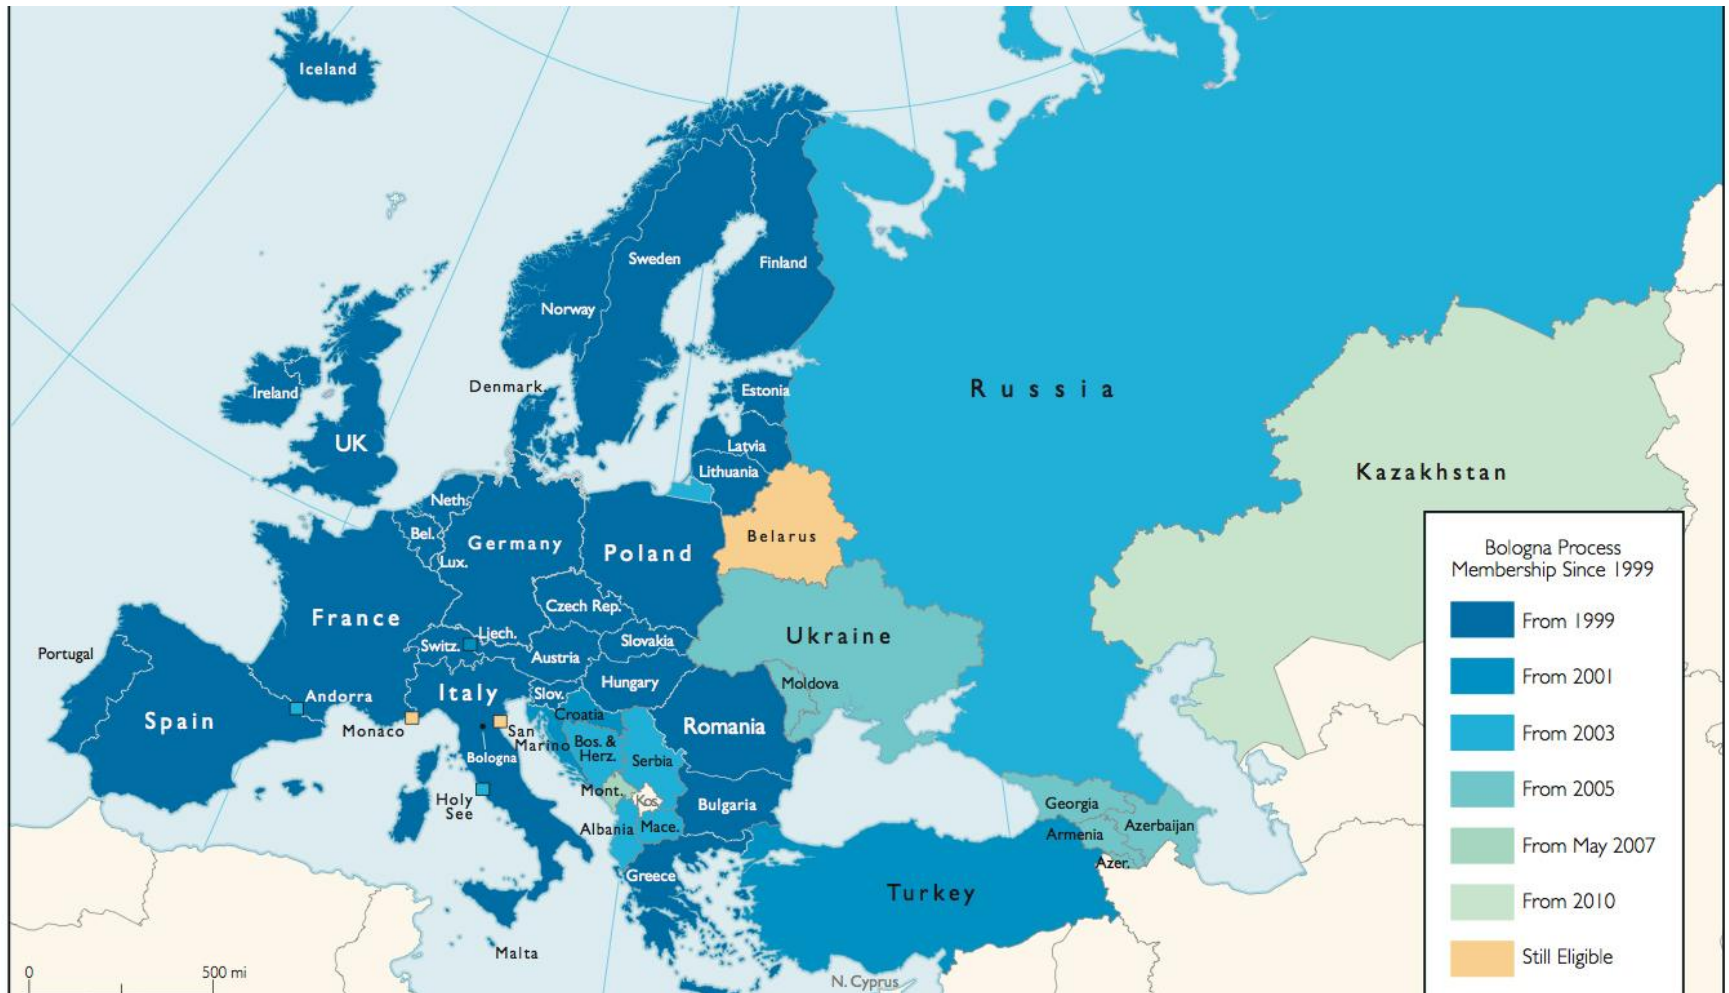 Iceland
Sweden
Finland
Norway
Denmark
Ireland
UK
Estonia
Latvia
Lithuania
Russia
Kazakhstan
Neth.
Bel.
Lux.
Germany
Poland
Belarus
France
Czech Rep.
Ukraine
Switz.
Liech.
Slovakia
Austria
Hungary
Moldova
Portugal
Spain
Andorra
Italy
Slov.
Croatia
Romania
Monaco
San
Marino
Bologna
Bos. &
Herz.
Serbia
Mont.
Kos.
Bulgaria
Holy
See
Albania
Mace.
Georgia
Armenia
Azerbaijan
Azer.
Greece
Turkey
Malta
N. Cyprus
0
500 mi
Bologna Process
Membership Since 1999
From 1999
From 2001
From 2003
From 2005
From May 2007
From 2010
Still Eligible